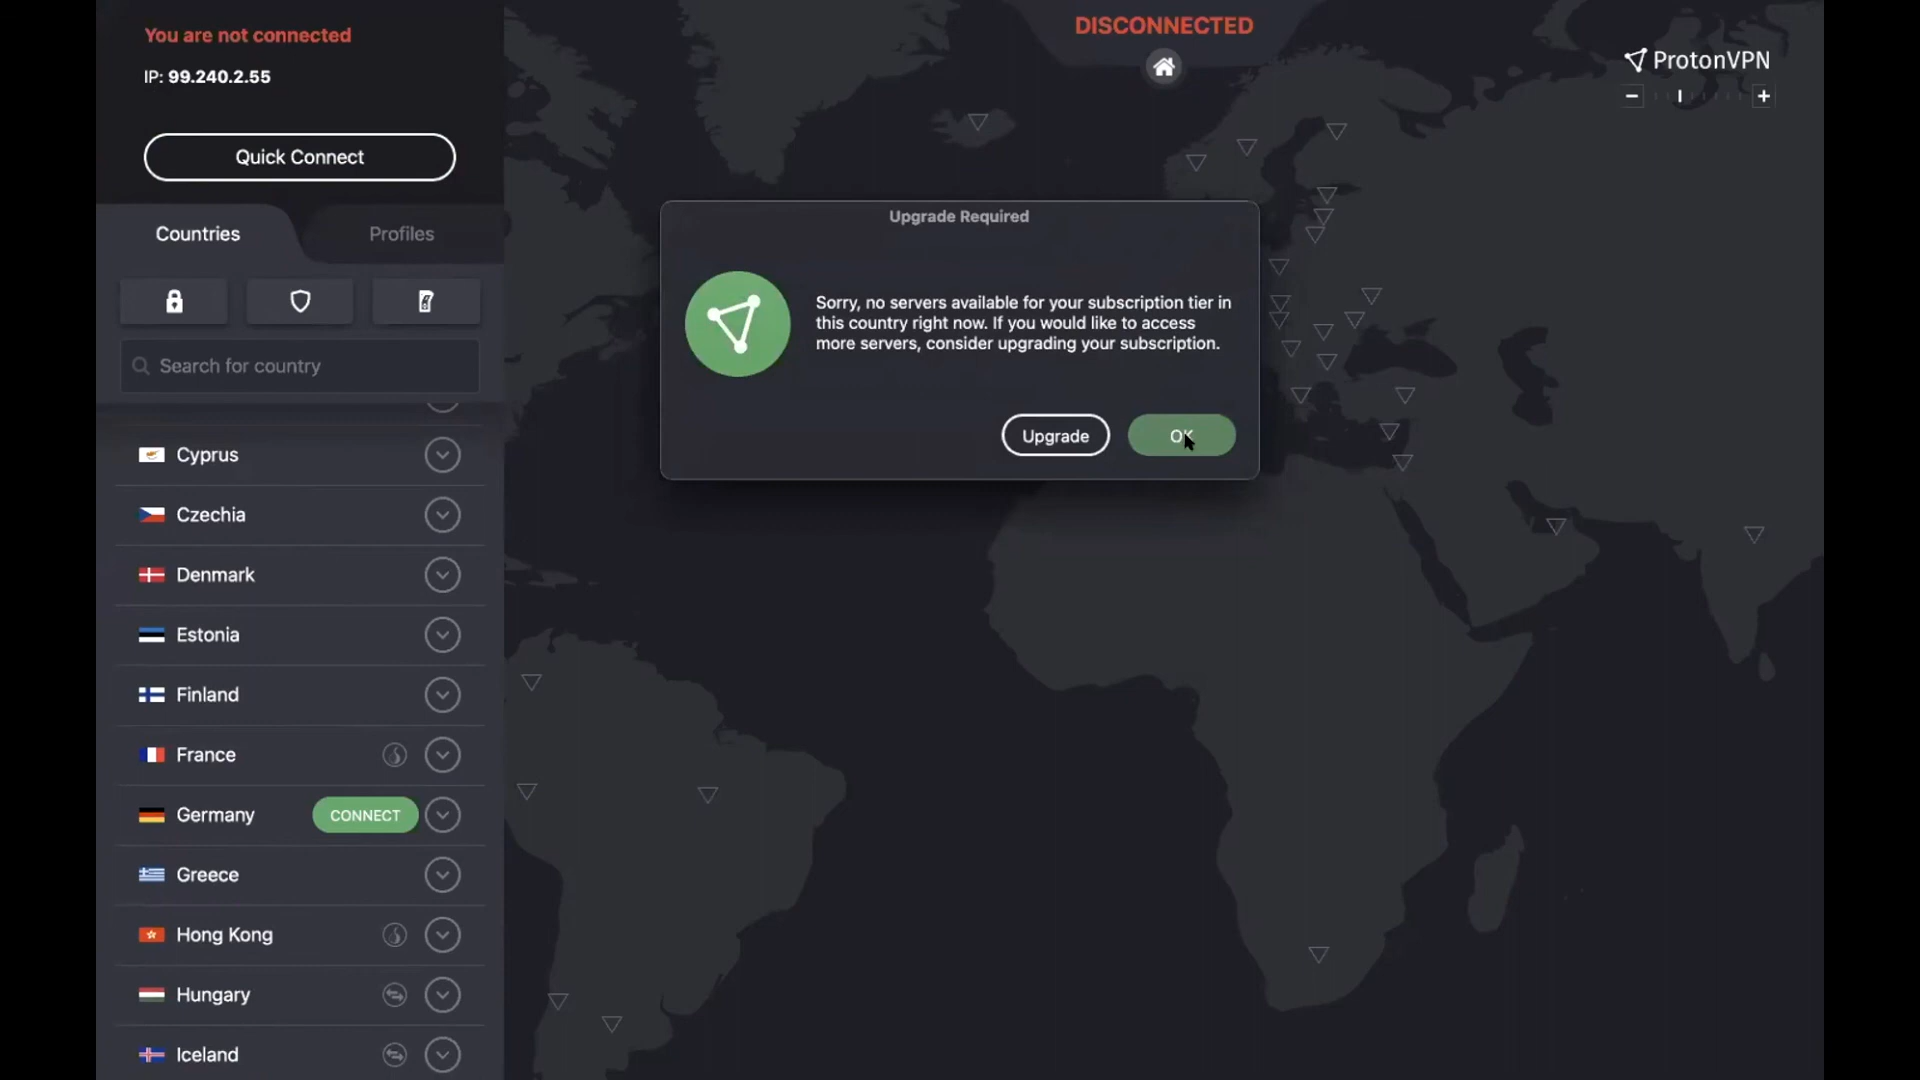 You are not connected
DISCONNECTED
IP: 99.240.2.55
ProtonVPN
Quick Connect
Countries
Profiles
Upgrade Required
Sorry, no servers available for your subscription tier in
this country right now. If you would like to access
more servers, consider upgrading your subscription.
Upgrade
OK
Search for country
Cyprus
Czechia
Denmark
Estonia
Finland
France
Germany
CONNECT
Greece
Hong Kong
Hungary
Iceland